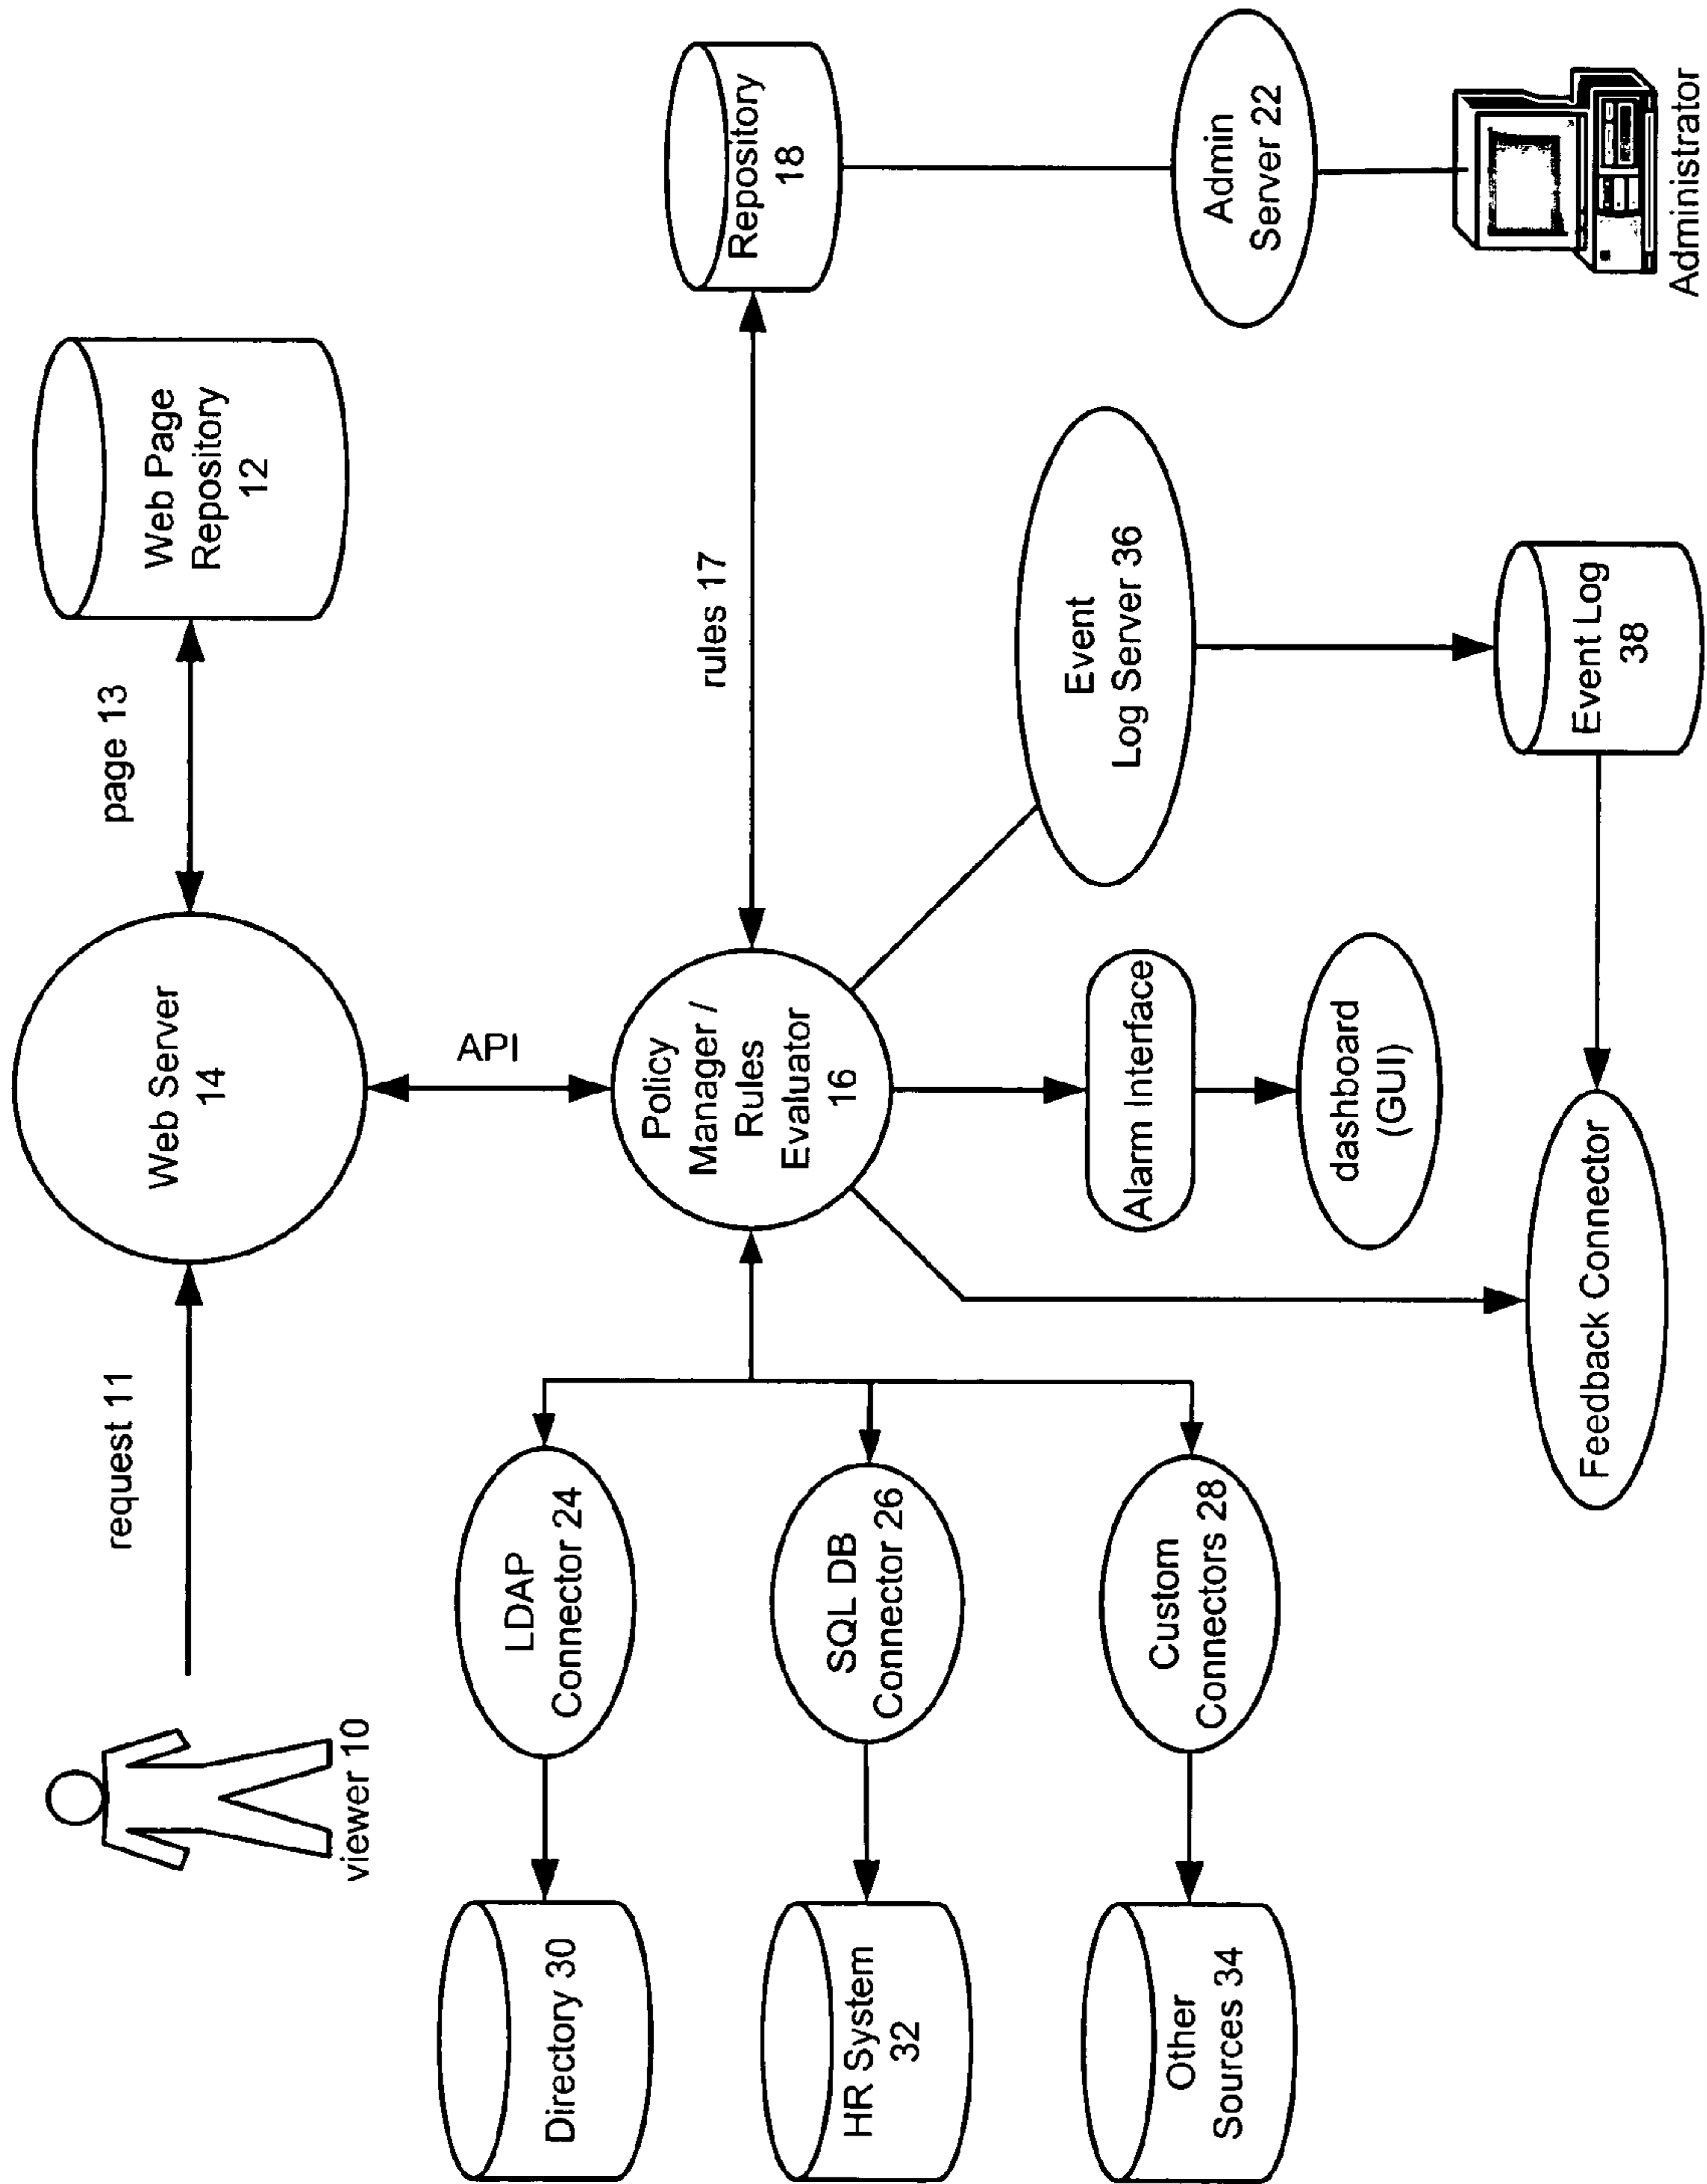 viewer 10
request 11
Web Server
14
page 13
Web Page
Repository
12
API
LDAP
Connector 24
Directory 30
SQL DB
Connector 26
HR System
32
Custom
Connectors 28
Other
Sources 34
Policy
Manager /
Rules
Evaluator
16
rules 17
Repository
18
Admin
Server 22
Administrator
Alarm Interface
dashboard
(GUI)
Event
Log Server 36
Event Log
38
Feedback Connector